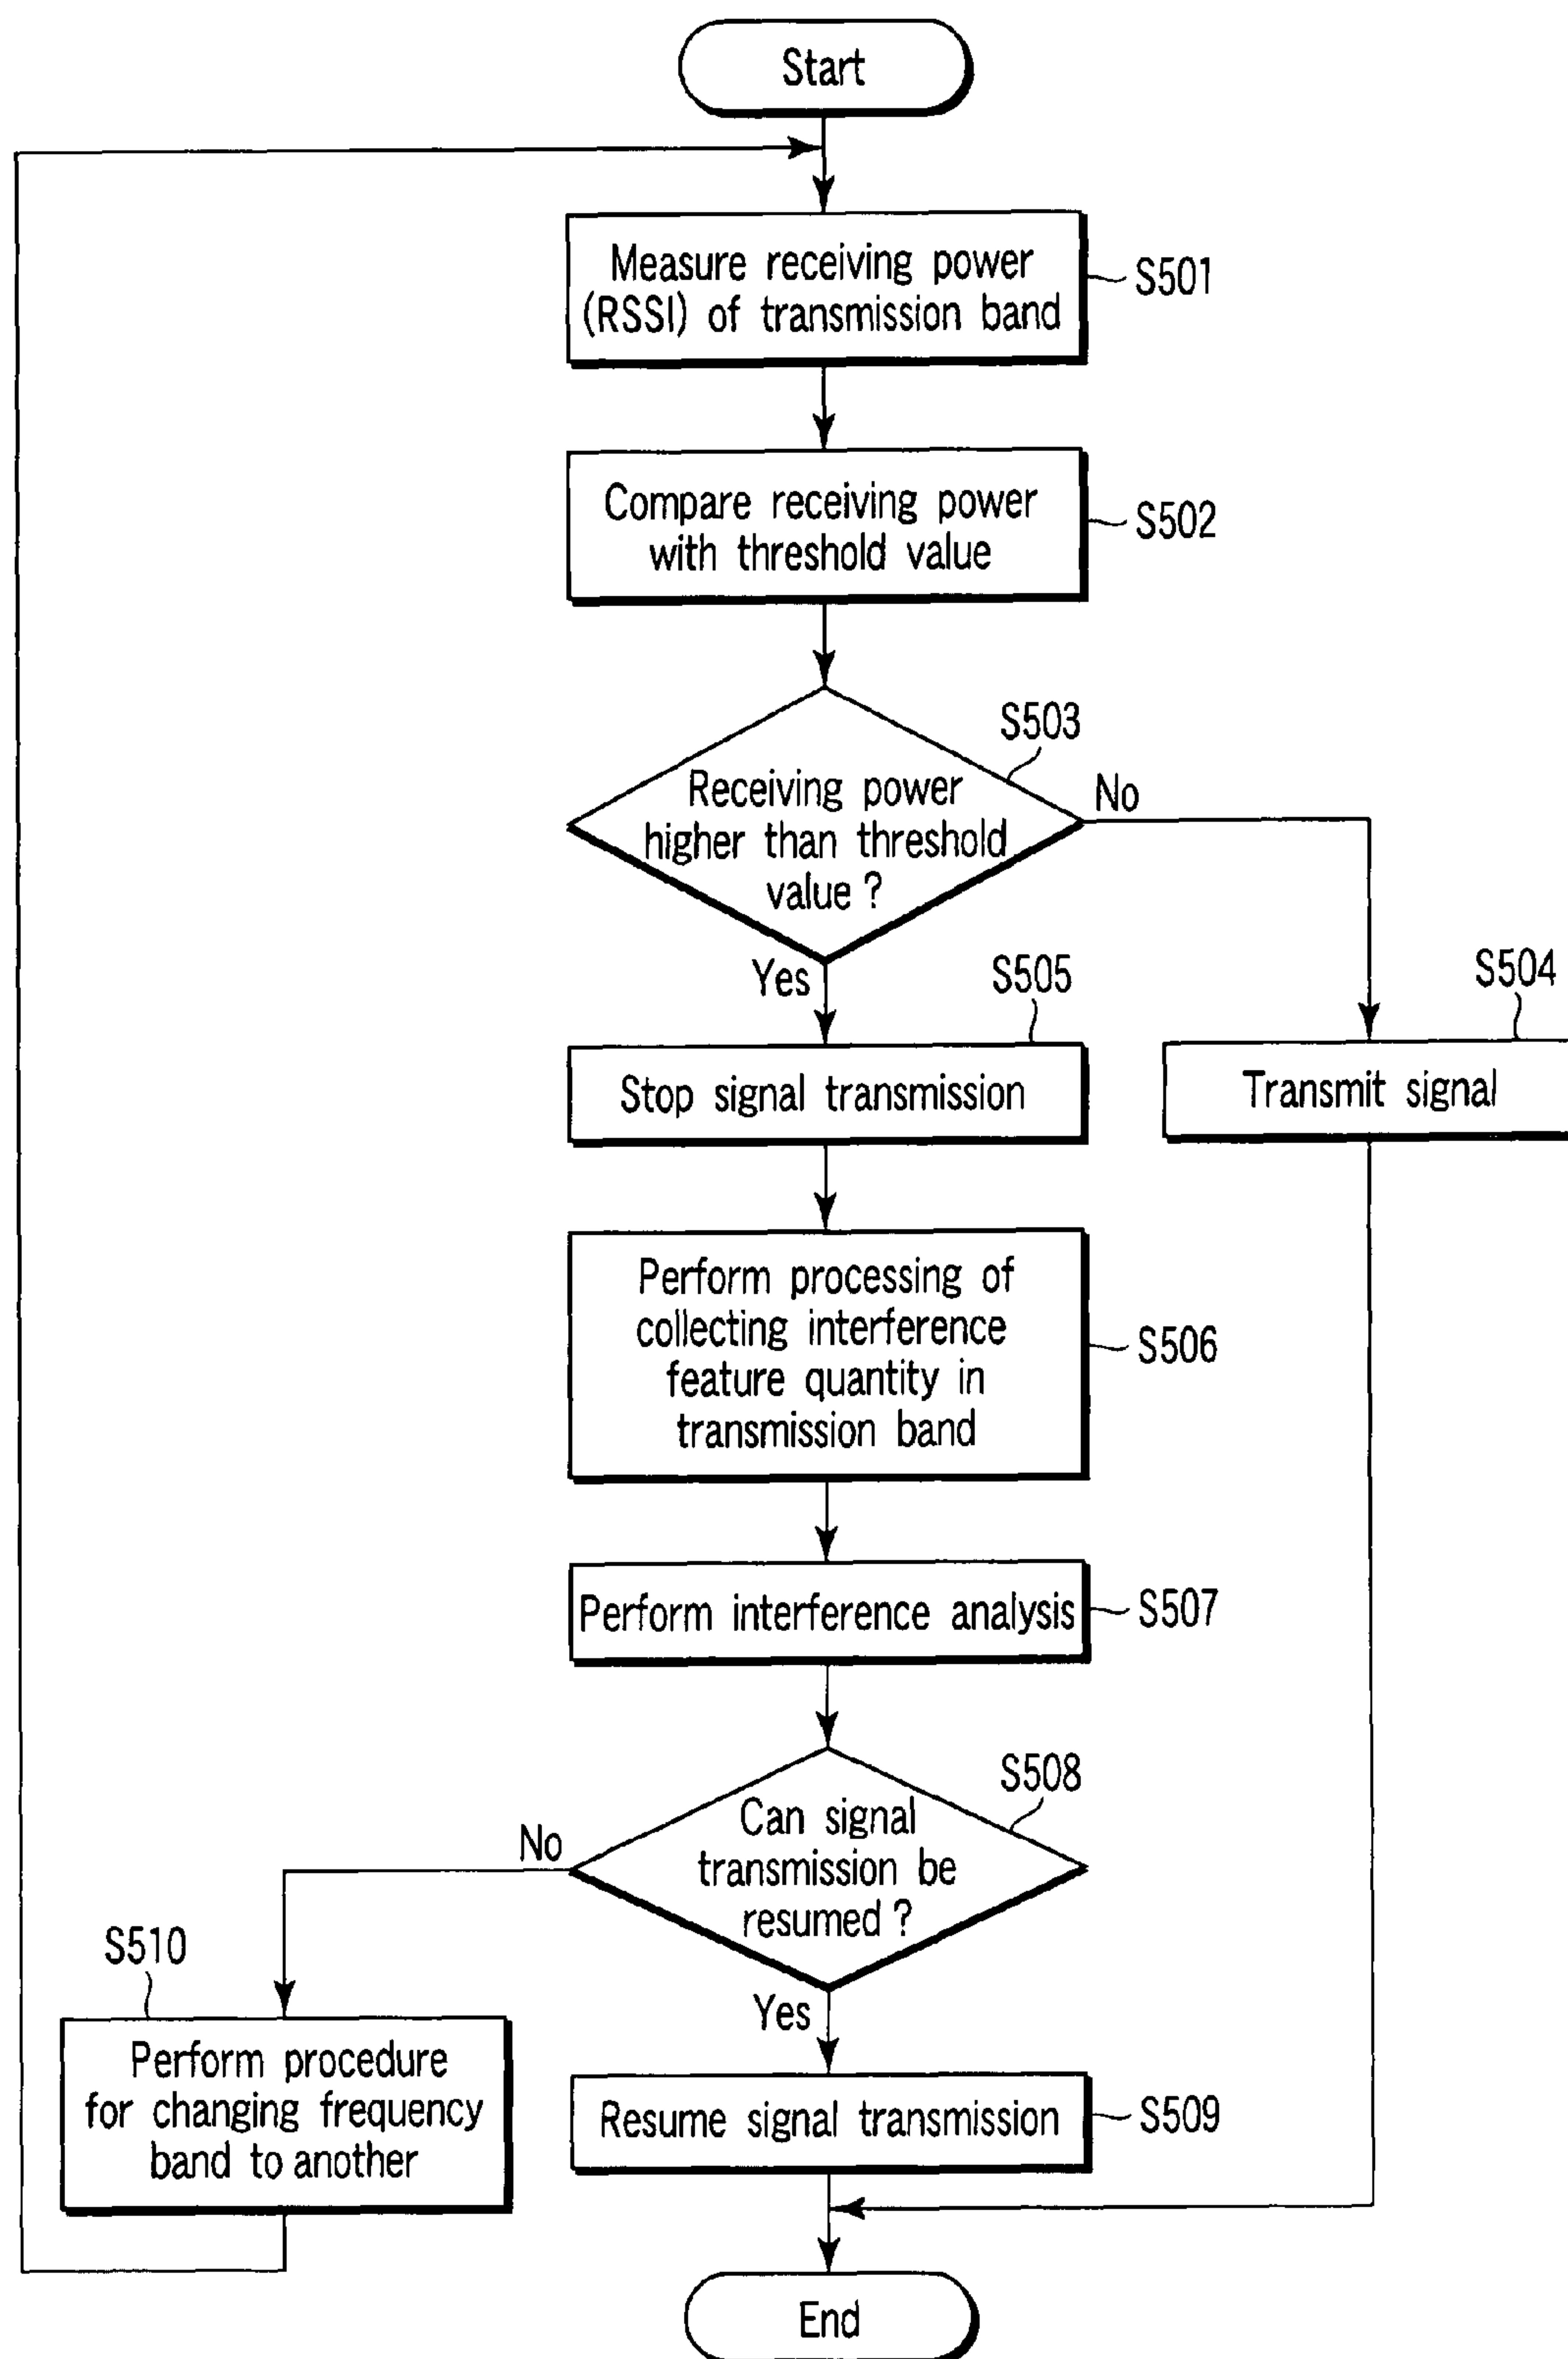 Start
Measure receiving power
(RSSI) of transmission band
S501
Compare receiving power
with threshold value
S502
S503
Receiving power
higher than threshold
value ?
No
Yes
S505
S504
Stop signal transmission
Transmit signal
Perform processing of
collecting interference
feature quantity in
transmission band
S506
Perform interference analysis
S507
S508
Can signal
transmission be
resumed ?
No
Yes
S510
Perform procedure
for changing frequency
band to another
Resume signal transmission
S509
End